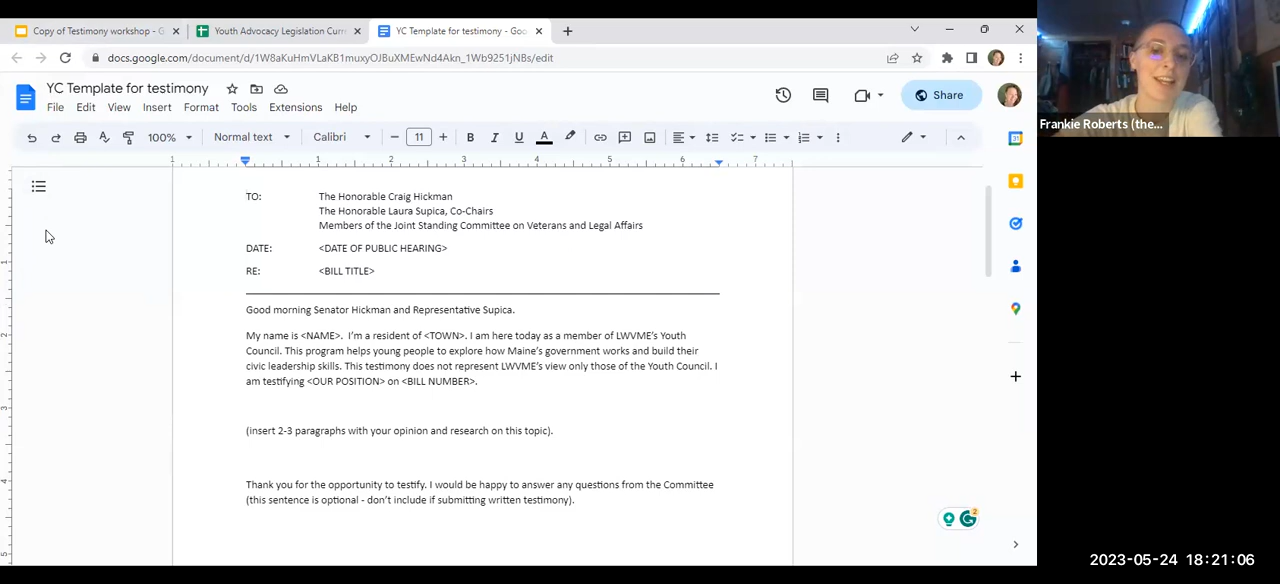 Copy of Testimony workshop - G
Youth Advocacy Legislation Curr
YC Template for testimony - Goo
docs.google.com/document/d/1W8aKuHmVLaKB1muxyOJBuXMEwNd4Akn_1Wb9251jNBs/edit
YC Template for testimony
File Edit View Insert Format Tools Extensions Help
Share
100% Normal text Calibri 11
1 1 2 3 4 5 6 7
TO: The Honorable Craig Hickman
The Honorable Laura Supica, Co-Chairs
Members of the Joint Standing Committee on Veterans and Legal Affairs
DATE: <DATE OF PUBLIC HEARING>
RE: <BILL TITLE>
Good morning Senator Hickman and Representative Supica.
My name is <NAME>. I'm a resident of <TOWN>. I am here today as a member of LWVME's Youth
Council. This program helps young people to explore how Maine's government works and build their
civic leadership skills. This testimony does not represent LWVME's view only those of the Youth Council. I
am testifying <OUR POSITION> on <BILL NUMBER>.
(insert 2-3 paragraphs with your opinion and research on this topic).
Thank you for the opportunity to testify. I would be happy to answer any questions from the Committee
(this sentence is optional - don't include if submitting written testimony).
Frankie Roberts (the...
2023-05-24 18:21:06